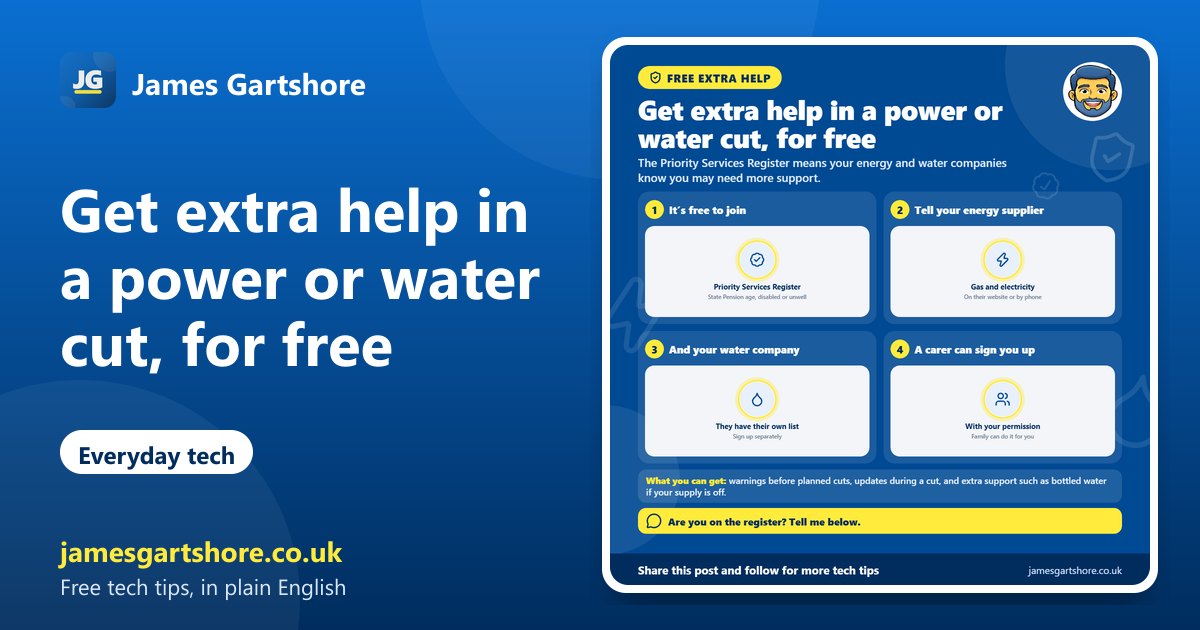 JG
James Gartshore
Get extra help in
a power or water
cut, for free
Everyday tech
jamesgartshore.co.uk
Free tech tips, in plain English
FREE EXTRA HELP
Get extra help in a power or
water cut, for free
The Priority Services Register means your energy and water companies
know you may need more support.
1 It's free to join
Priority Services Register
State Pension age, disabled or unwell
2 Tell your energy supplier
Gas and electricity
On their website or by phone
3 And your water company
They have their own list
Sign up separately
4 A carer can sign you up
With your permission
Family can do it for you
What you can get: warnings before planned cuts, updates during a cut, and extra support such as bottled water
if your supply is off.
Are you on the register? Tell me below.
Share this post and follow for more tech tips
jamesgartshore.co.uk